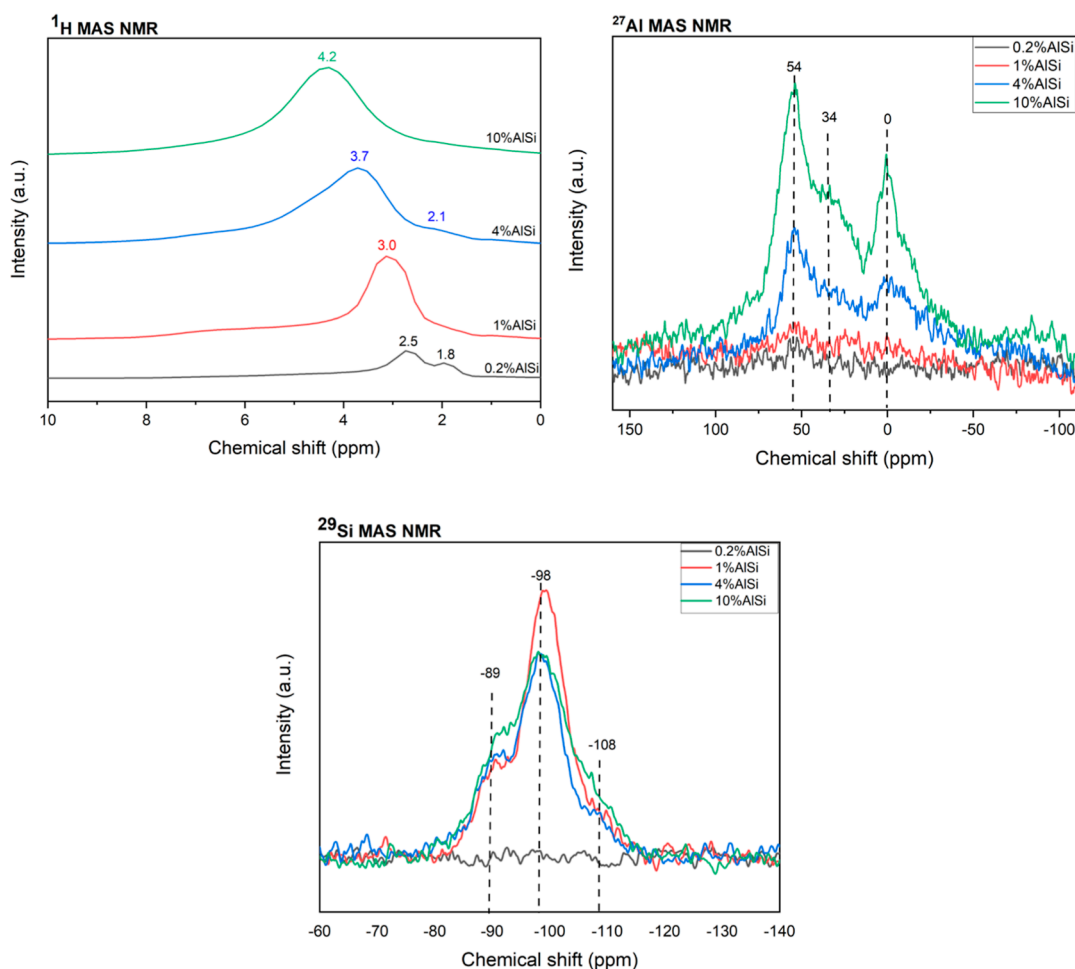 ¹H MAS NMR
4.2
10%AlSi
3.7
2.1
4%AlSi
3.0
1%AlSi
2.5
1.8
0.2%AlSi
Intensity (a.u.)
10 8 6 4 2 0
Chemical shift (ppm)
²⁷Al MAS NMR
0.2%AlSi
1%AlSi
4%AlSi
10%AlSi
54
34
0
Intensity (a.u.)
150 100 50 0 -50 -100
Chemical shift (ppm)
²⁹Si MAS NMR
0.2%AlSi
1%AlSi
4%AlSi
10%AlSi
-98
-89
-108
Intensity (a.u.)
-60 -70 -80 -90 -100 -110 -120 -130 -140
Chemical shift (ppm)